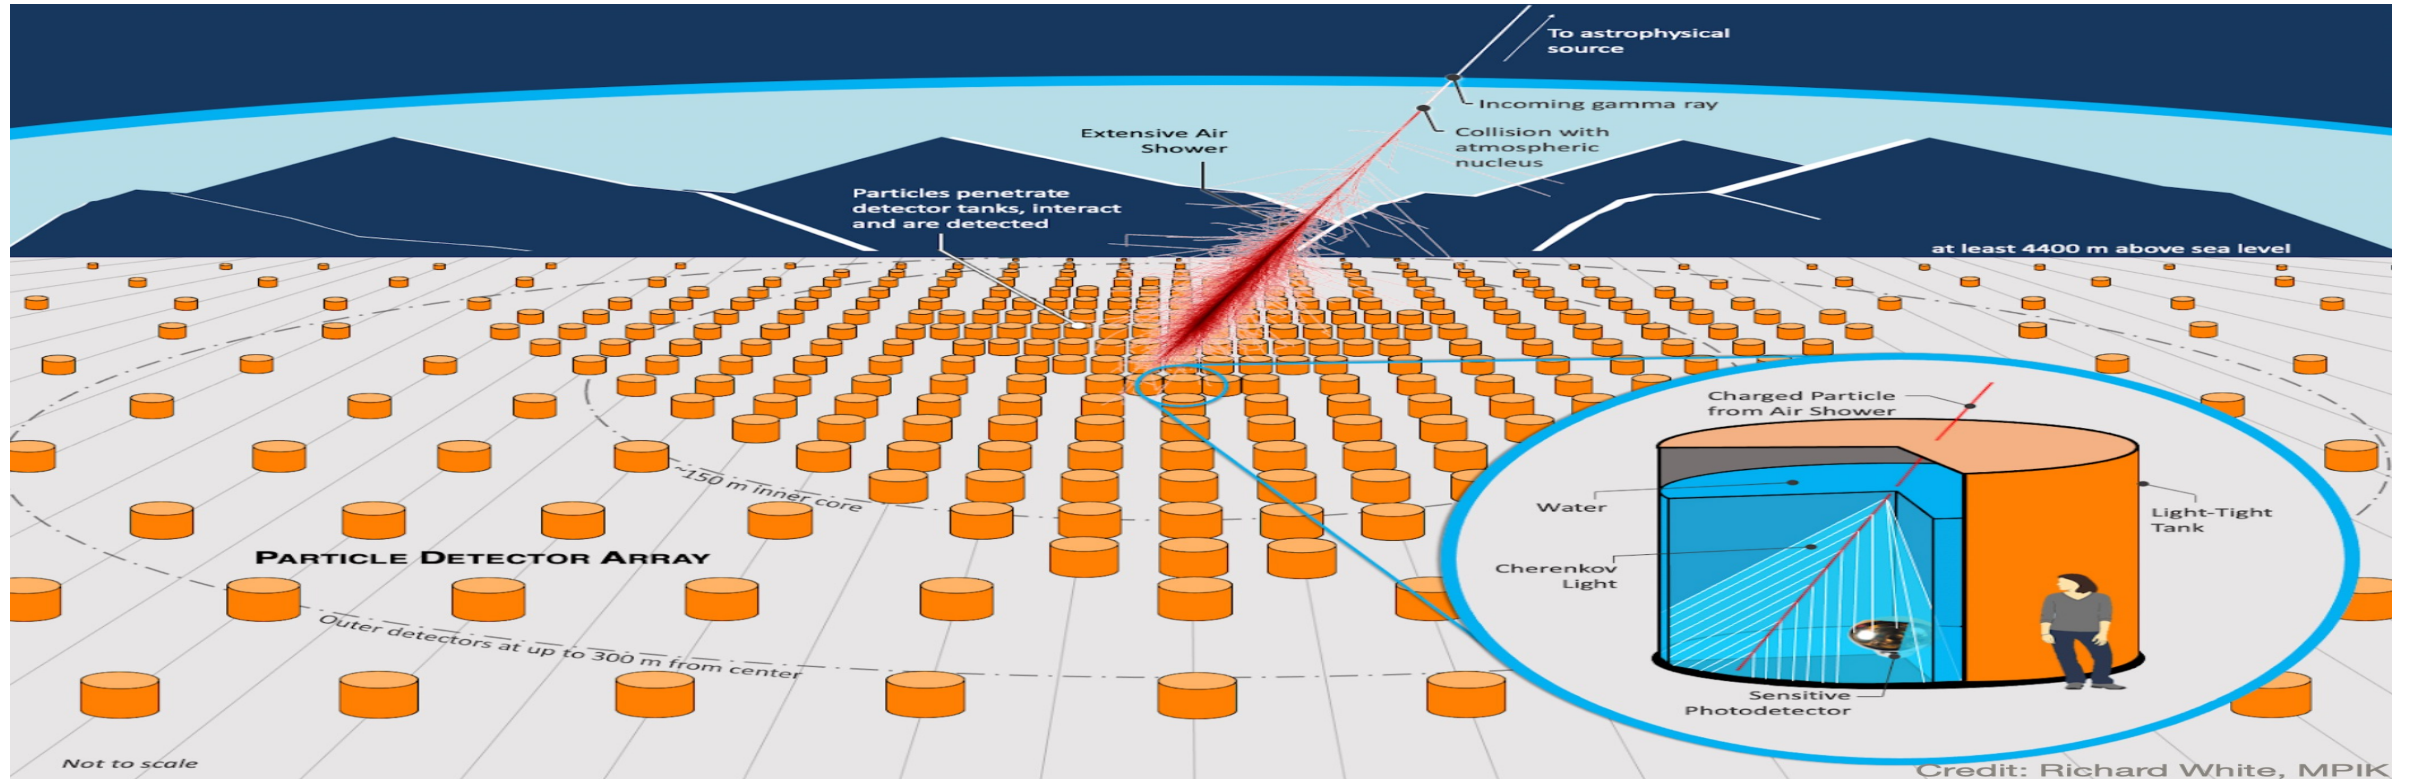 To astrophysical
source
Incoming gamma ray
Collision with
atmospheric
nucleus
Extensive Air
Shower
Particles penetrate
detector tanks, interact
and are detected
at least 4400 m above sea level
~150 m inner core
PARTICLE DETECTOR ARRAY
Outer detectors at up to 300 m from center
Not to scale
Charged Particle
from Air Shower
Water
Light-Tight
Tank
Cherenkov
Light
Sensitive
Photodetector
Credit: Richard White, MPIK